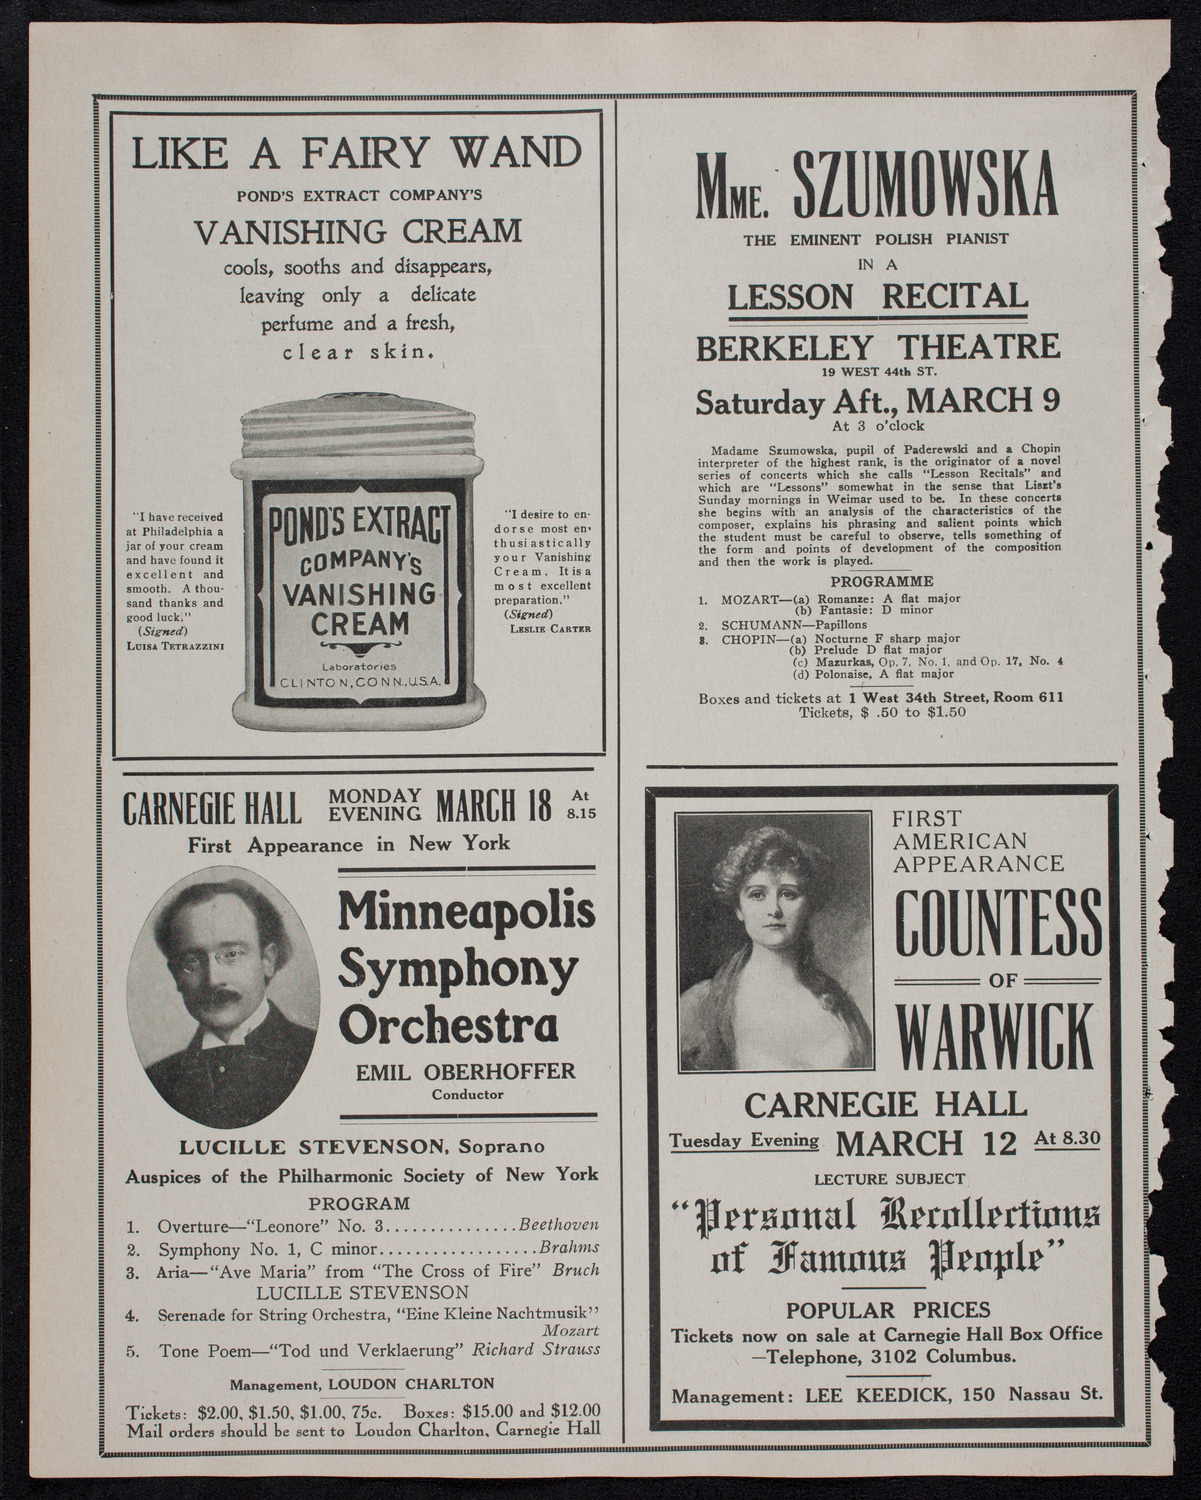 LIKE A FAIRY WAND
POND'S EXTRACT COMPANY'S
VANISHING CREAM
cools, sooths and disappears,
leaving only a delicate
perfume and a fresh,
clear skin.
"I have received
at Philadelphia a
jar of your cream
and have found it
excellent and
smooth. A thou-
sand thanks and
good luck."
(Signed)
LUISA TETRAZZINI
POND'S EXTRACT
COMPANY'S
VANISHING
CREAM
Laboratories
CLINTON, CONN., U.S.A.
"I desire to en-
dorse most en-
thusiastically
your Vanishing
Cream. It is a
most excellent
preparation."
(Signed)
LESLIE CARTER
CARNEGIE HALL MONDAY EVENING MARCH 18 At 8.15
First Appearance in New York
Minneapolis
Symphony
Orchestra
EMIL OBERHOFFER
Conductor
LUCILLE STEVENSON, Soprano
Auspices of the Philharmonic Society of New York
PROGRAM
1. Overture—"Leonore" No. 3..............Beethoven
2. Symphony No. 1, C minor.................Brahms
3. Aria—"Ave Maria" from "The Cross of Fire" Bruch
LUCILLE STEVENSON
4. Serenade for String Orchestra, "Eine Kleine Nachtmusik"
Mozart
5. Tone Poem—"Tod und Verklaerung" Richard Strauss
Management, LOUDON CHARLTON
Tickets: $2.00, $1.50, $1.00, 75c. Boxes: $15.00 and $12.00
Mail orders should be sent to Loudon Charlton, Carnegie Hall
MME. SZUMOWSKA
THE EMINENT POLISH PIANIST
IN A
LESSON RECITAL
BERKELEY THEATRE
19 WEST 44th ST.
Saturday Aft., MARCH 9
At 3 o'clock
Madame Szumowska, pupil of Paderewski and a Chopin
interpreter of the highest rank, is the originator of a novel
series of concerts which she calls "Lesson Recitals" and
which are "Lessons" somewhat in the sense that Liszt's
Sunday mornings in Weimar used to be. In these concerts
she begins with an analysis of the characteristics of the
composer, explains his phrasing and salient points which
the student must be careful to observe, tells something of
the form and points of development of the composition
and then the work is played.
PROGRAMME
1. MOZART—(a) Romanze: A flat major
(b) Fantasie: D minor
2. SCHUMANN—Papillons
3. CHOPIN—(a) Nocturne F sharp major
(b) Prelude D flat major
(c) Mazurkas, Op. 7, No. 1, and Op. 17, No. 4
(d) Polonaise, A flat major
Boxes and tickets at 1 West 34th Street, Room 611
Tickets, $ .50 to $1.50
FIRST
AMERICAN
APPEARANCE
COUNTESS
OF
WARWICK
CARNEGIE HALL
Tuesday Evening MARCH 12 At 8.30
LECTURE SUBJECT
"Personal Recollections
of Famous People"
POPULAR PRICES
Tickets now on sale at Carnegie Hall Box Office
—Telephone, 3102 Columbus.
Management: LEE KEEDICK, 150 Nassau St.